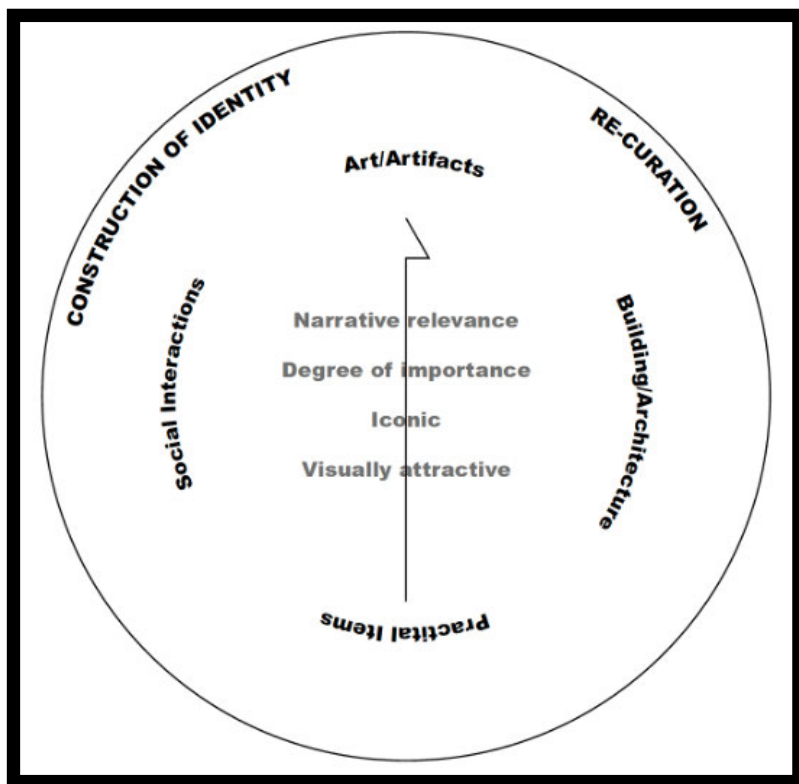 CONSTRUCTION OF IDENTITY
RE-CURATION
Art/Artifacts
Social Interactions
Building/Architecture
Narrative relevance
Degree of importance
Iconic
Visually attractive
Practital Items